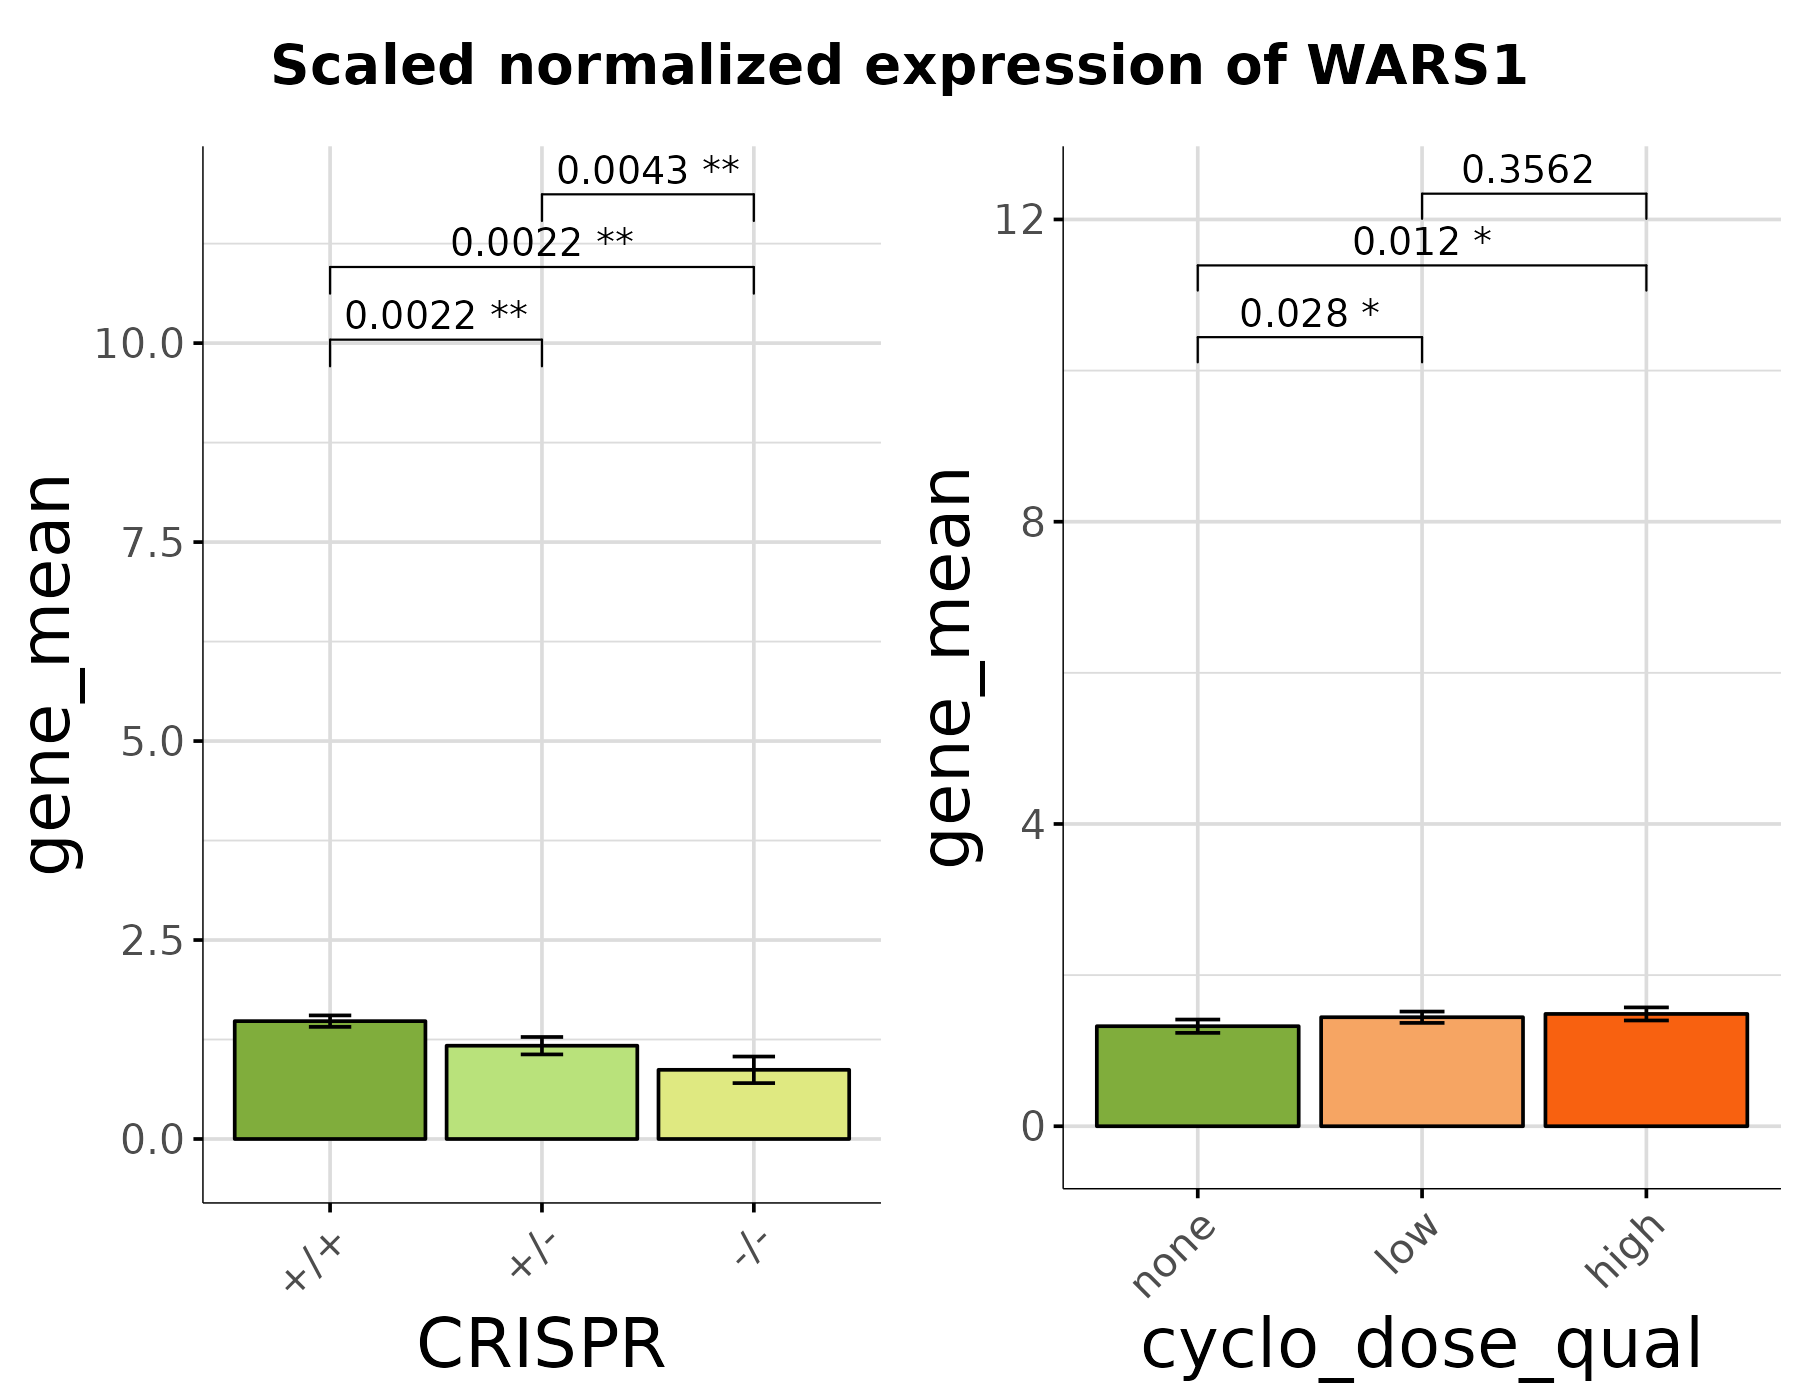 Scaled normalized expression of WARS1
0.0043 **
0.0022 **
0.0022 **
10.0
7.5
5.0
2.5
0.0
gene_mean
+/+
+/-
-/-
CRISPR
0.3562
0.012 *
0.028 *
12
8
4
0
gene_mean
none
low
high
cyclo_dose_qual